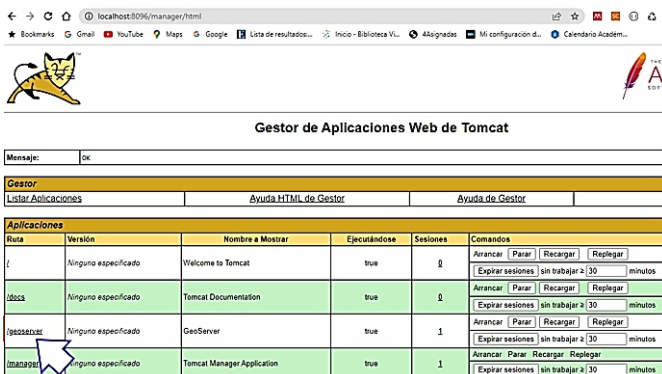 localhost:8096/manager/html
Bookmarks Gmail YouTube Maps Google Lista de resultados:... Inicio - Biblioteca Vi... 4Asignadas Mi configuración d... Calendario Académ...
TM
THE
A
SOF
Gestor de Aplicaciones Web de Tomcat
Mensaje: OK
Gestor
Listar Aplicaciones Ayuda HTML de Gestor Ayuda de Gestor
Aplicaciones
Ruta Versión Nombre a Mostrar Ejecutándose Sesiones Comandos
/ Ninguno especificado Welcome to Tomcat true 0 Arrancar Parar Recargar Replegar
Expirar sesiones sin trabajar ≥ 30 minutos
/docs Ninguno especificado Tomcat Documentation true 0 Arrancar Parar Recargar Replegar
Expirar sesiones sin trabajar ≥ 30 minutos
/geoserver Ninguno especificado GeoServer true 1 Arrancar Parar Recargar Replegar
Expirar sesiones sin trabajar ≥ 30 minutos
/manager Ninguno especificado Tomcat Manager Application true 1 Arrancar Parar Recargar Replegar
Expirar sesiones sin trabajar ≥ 30 minutos